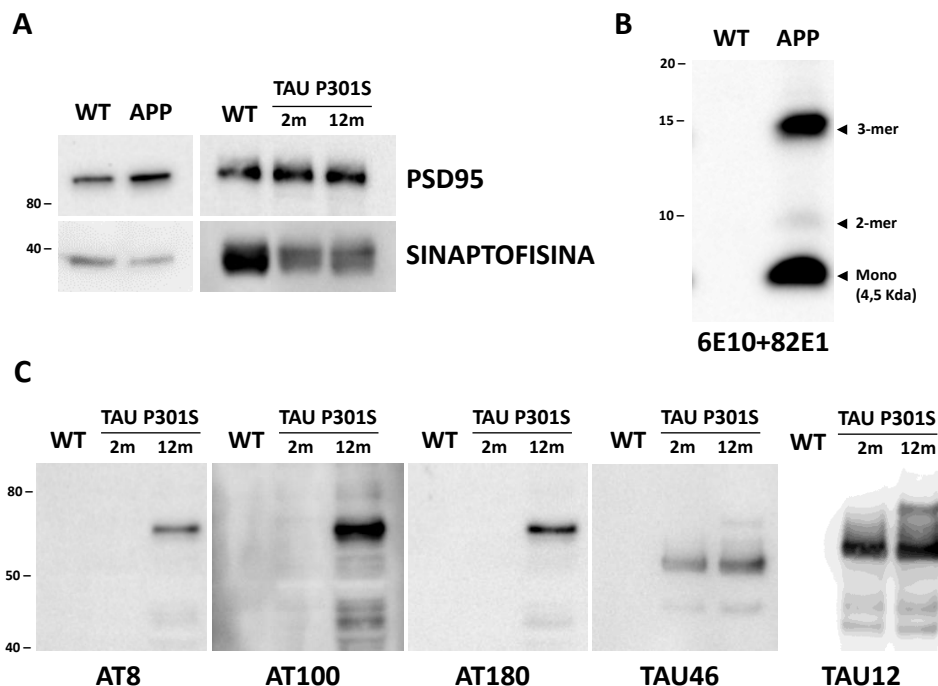 A
WT APP
WT
TAU P301S
2m 12m
80
PSD95
40
SINAPTOFISINA
B
WT APP
20
15
3-mer
10
2-mer
Mono
(4,5 Kda)
6E10+82E1
C
WT
TAU P301S
2m 12m
WT
TAU P301S
2m 12m
WT
TAU P301S
2m 12m
WT
TAU P301S
2m 12m
WT
TAU P301S
2m 12m
80
50
40
AT8
AT100
AT180
TAU46
TAU12